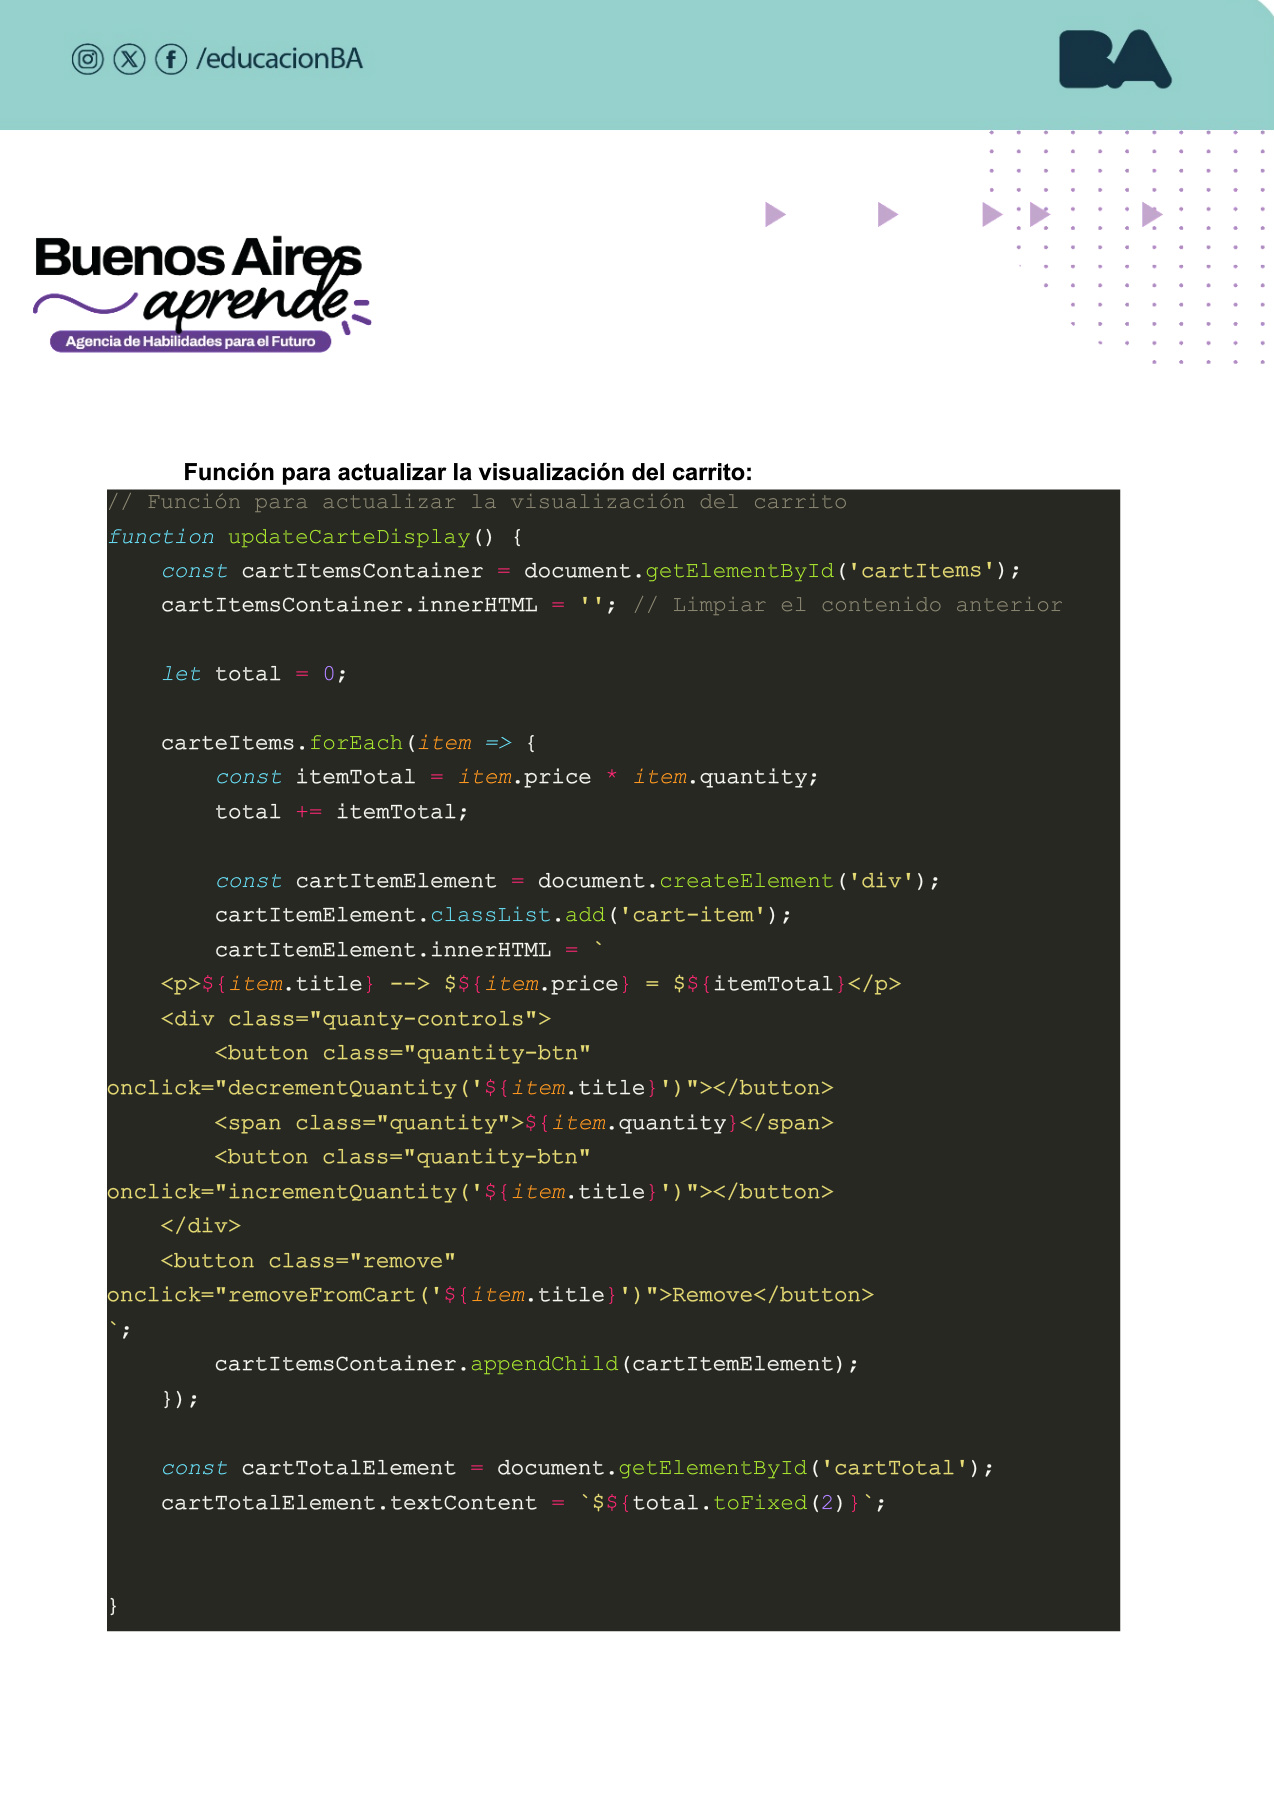 /educacionBA
BA
Buenos Aires
aprende
Agencia de Habilidades para el Futuro
Función para actualizar la visualización del carrito:
// Función para actualizar la visualización del carrito
function updateCarteDisplay() {
    const cartItemsContainer = document.getElementById('cartItems');
    cartItemsContainer.innerHTML = ''; // Limpiar el contenido anterior
    let total = 0;
    carteItems.forEach(item => {
        const itemTotal = item.price * item.quantity;
        total += itemTotal;
        const cartItemElement = document.createElement('div');
        cartItemElement.classList.add('cart-item');
        cartItemElement.innerHTML = `
    <p>${item.title} --> $${item.price} = $${itemTotal}</p>
    <div class="quanty-controls">
        <button class="quantity-btn"
onclick="decrementQuantity('${item.title}')"></button>
        <span class="quantity">${item.quantity}</span>
        <button class="quantity-btn"
onclick="incrementQuantity('${item.title}')"></button>
    </div>
    <button class="remove"
onclick="removeFromCart('${item.title}')">Remove</button>
`;
        cartItemsContainer.appendChild(cartItemElement);
    });
    const cartTotalElement = document.getElementById('cartTotal');
    cartTotalElement.textContent = `$${total.toFixed(2)}`;
}